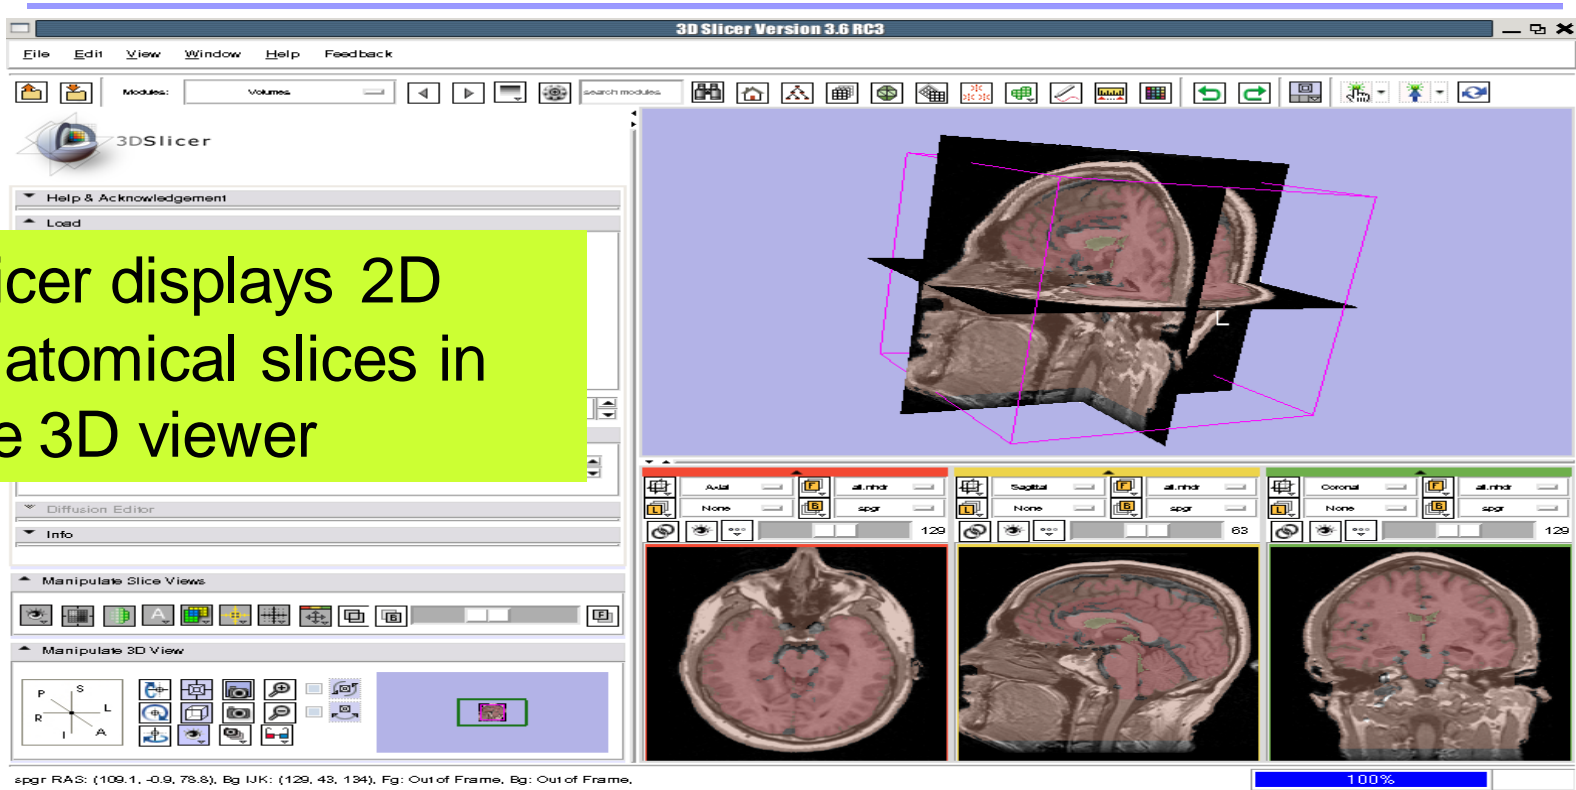 3D Slicer Version 3.6 RC3
File Edit View Window Help Feedback
Modules: Volumes search modules
3DSlicer
Help & Acknowledgement
Load
icer displays 2D
atomical slices in
e 3D viewer
Diffusion Editor
Info
Manipulate Slice Views
A B F
Manipulate 3D View
P S
R L
I A
L
Axial F all.nhdr
L None B spgr
129
Sagittal F all.nhdr
L None B spgr
63
Coronal F all.nhdr
L None B spgr
129
spgr RAS: (109.1, -0.9, 78.8), Bg IJK: (129, 43, 134), Fg: Out of Frame, Bg: Out of Frame,
100%